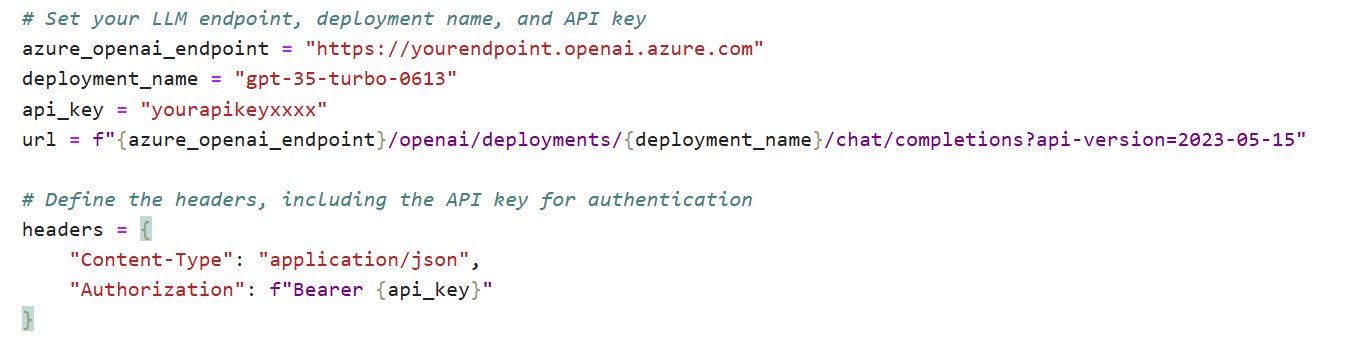 # Set your LLM endpoint, deployment name, and API key
azure_openai_endpoint = "https://yourendpoint.openai.azure.com"
deployment_name = "gpt-35-turbo-0613"
api_key = "yourapikeyxxxx"
url = f"{azure_openai_endpoint}/openai/deployments/{deployment_name}/chat/completions?api-version=2023-05-15"

# Define the headers, including the API key for authentication
headers = {
    "Content-Type": "application/json",
    "Authorization": f"Bearer {api_key}"
}